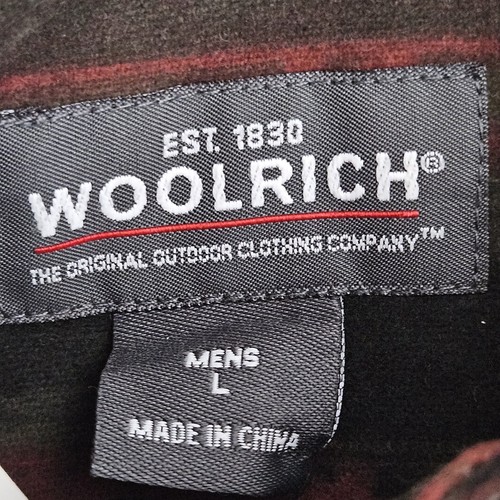 EST. 1830
WOOLRICH®
THE ORIGINAL OUTDOOR CLOTHING COMPANY™
MENS
L
MADE IN CHINA